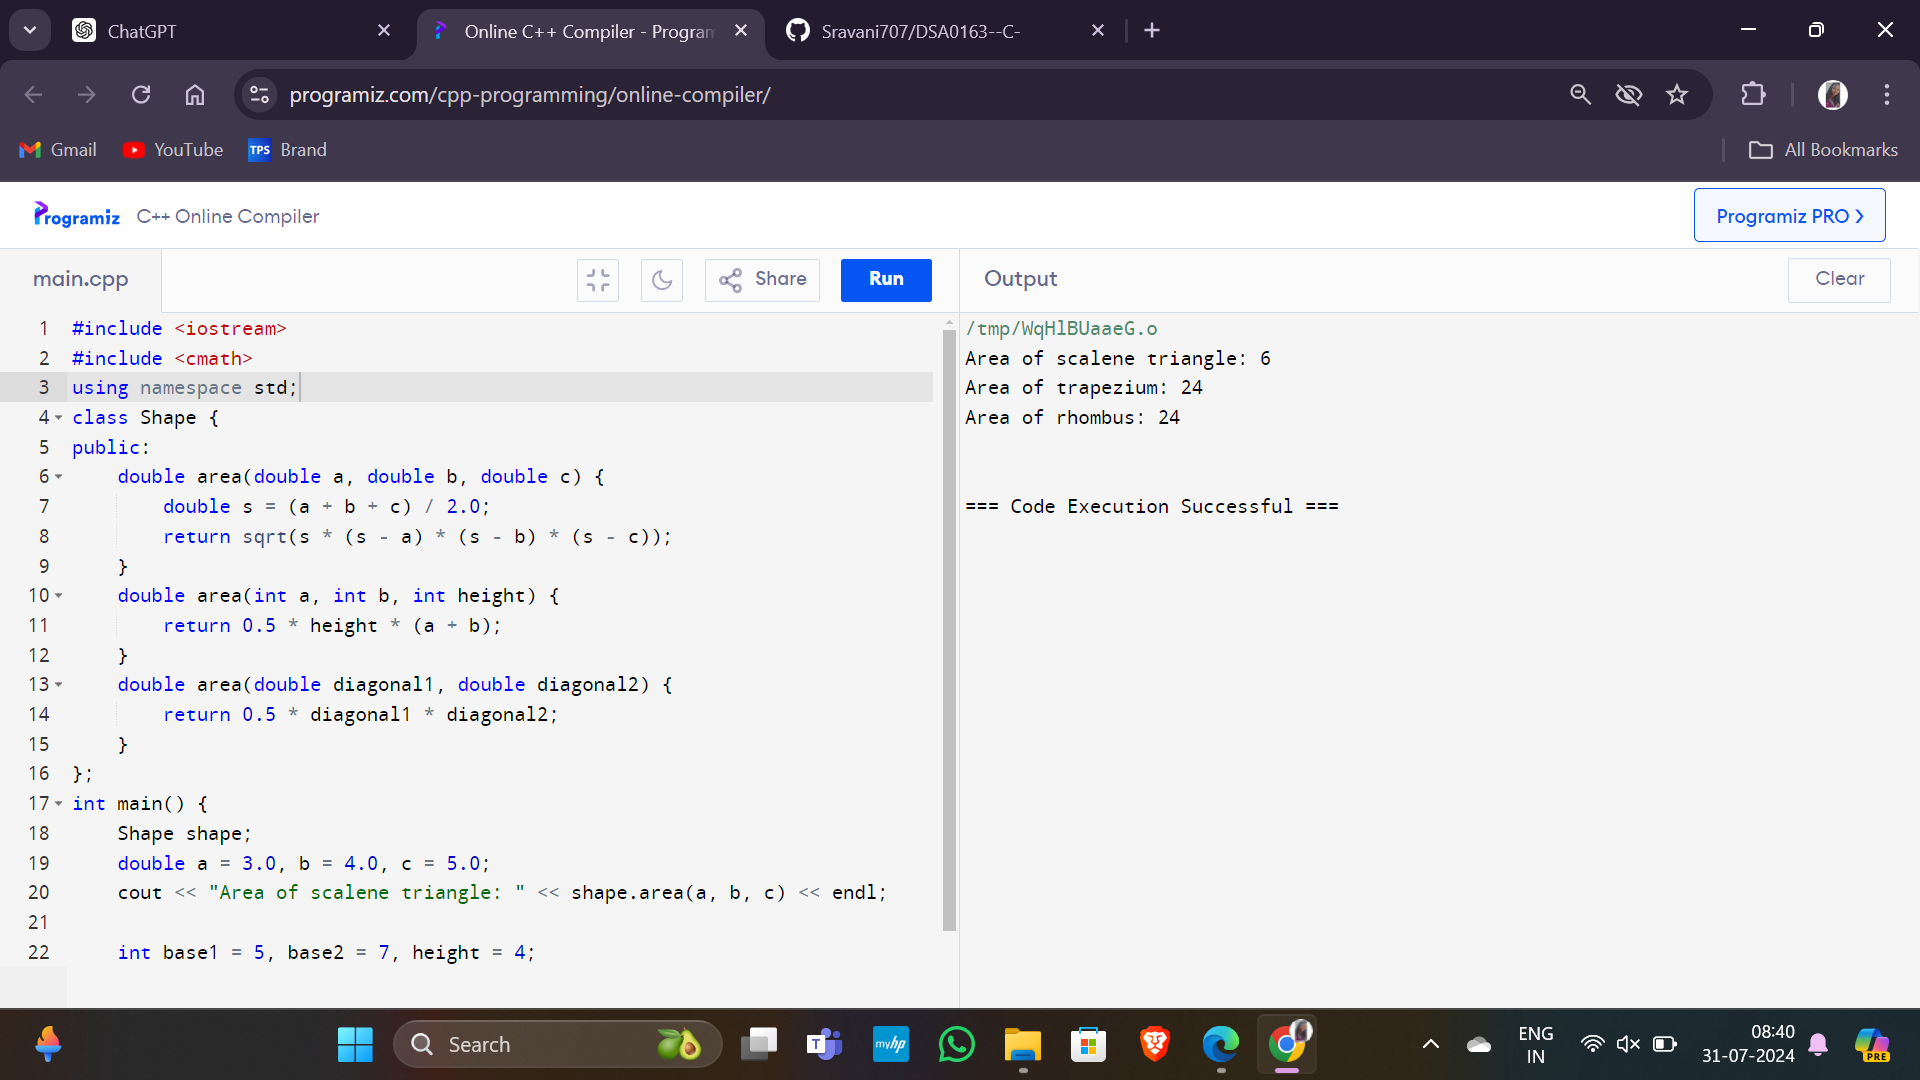 ChatGPT
Online C++ Compiler - Program
Sravani707/DSA0163--C-
programiz.com/cpp-programming/online-compiler/
Gmail
YouTube
TPS
Brand
All Bookmarks
Programiz
C++ Online Compiler
Programiz PRO
main.cpp
Share
Run
Output
Clear
1 #include <iostream>
2 #include <cmath>
3 using namespace std;
4 class Shape {
5 public:
6 double area(double a, double b, double c) {
7 double s = (a + b + c) / 2.0;
8 return sqrt(s * (s - a) * (s - b) * (s - c));
9 }
10 double area(int a, int b, int height) {
11 return 0.5 * height * (a + b);
12 }
13 double area(double diagonal1, double diagonal2) {
14 return 0.5 * diagonal1 * diagonal2;
15 }
16 };
17 int main() {
18 Shape shape;
19 double a = 3.0, b = 4.0, c = 5.0;
20 cout << "Area of scalene triangle: " << shape.area(a, b, c) << endl;
21
22 int base1 = 5, base2 = 7, height = 4;
/tmp/WqHlBUaaeG.o
Area of scalene triangle: 6
Area of trapezium: 24
Area of rhombus: 24
=== Code Execution Successful ===
Search
T
myhp
ENG
IN
08:40
31-07-2024
PRE